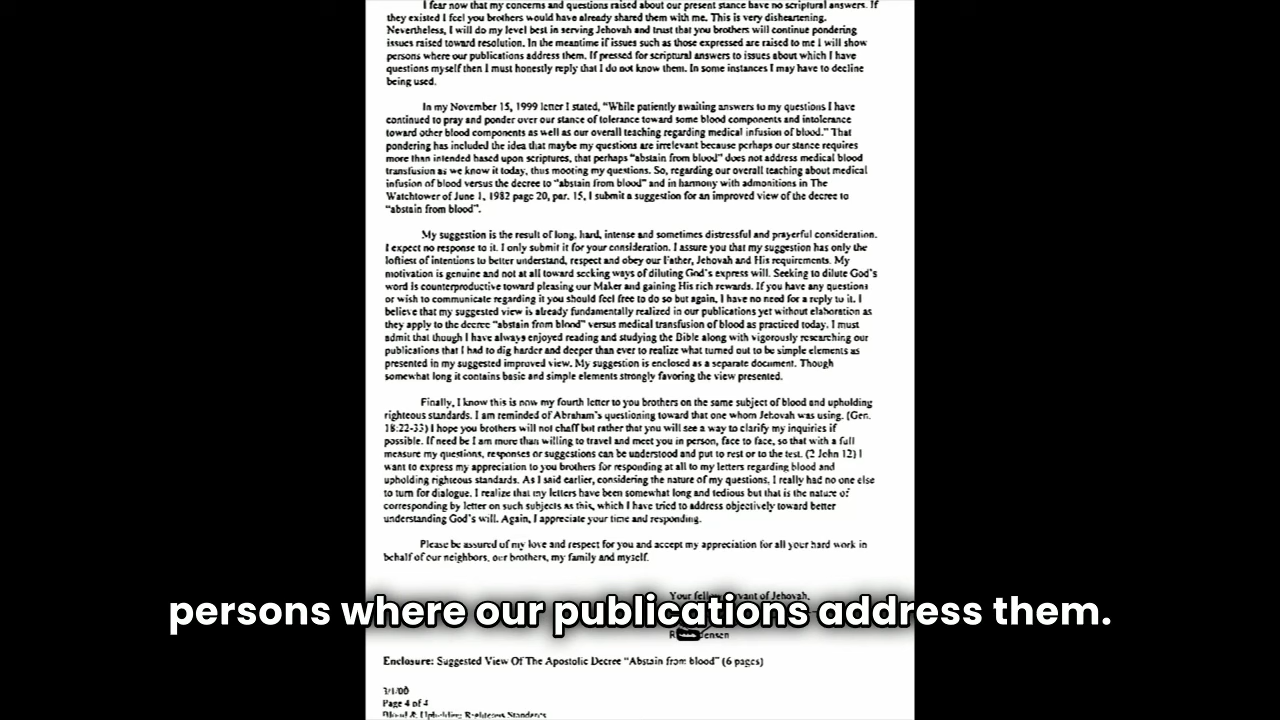 I fear now that my concerns and questions raised about our present stance have no scriptural answers. If
they existed I feel you brothers would have already shared them with me. This is very disheartening.
Nevertheless, I will do my level best in serving Jehovah and trust that you brothers will continue pondering
issues raised toward resolution. In the meantime if issues such as those expressed are raised to me I will show
persons where our publications address them. If pressed for scriptural answers to issues about which I have
questions myself then I must honestly reply that I do not know them. In some instances I may have to decline
being used.
In my November 15, 1999 letter I stated, “While patiently awaiting answers to my questions I have
continued to pray and ponder over our stance of tolerance toward some blood components and intolerance
toward other blood components as well as our overall teaching regarding medical infusion of blood.” That
pondering has included the idea that maybe my questions are irrelevant because perhaps our stance requires
more than intended based upon scriptures, that perhaps “abstain from blood” does not address medical blood
transfusion as we know it today, thus mooting my questions. So, regarding our overall teaching about medical
infusion of blood versus the decree to “abstain from blood” and in harmony with admonitions in The
Watchtower of June 1, 1982 page 20, par. 15, I submit a suggestion for an improved view of the decree to
“abstain from blood”.
My suggestion is the result of long, hard, intense and sometimes distressful and prayerful consideration.
I expect no response to it. I only submit it for your consideration. I assure you that my suggestion has only the
loftiest of intentions to better understand, respect and obey our Father, Jehovah and His requirements. My
motivation is genuine and not at all toward seeking ways of diluting God’s express will. Seeking to dilute God’s
word is counterproductive toward pleasing our Maker and gaining His rich rewards. If you have any questions
or wish to communicate regarding it you should feel free to do so but again, I have no need for a reply to it. I
believe that my suggested view is already fundamentally realized in our publications yet without elaboration as
they apply to the decree “abstain from blood” versus medical transfusion of blood as practiced today. I must
admit that though I have always enjoyed reading and studying the Bible along with vigorously researching our
publications that I had to dig harder and deeper than ever to realize what turned out to be simple elements as
presented in my suggested improved view. My suggestion is enclosed as a separate document. Though
somewhat long it contains basic and simple elements strongly favoring the view presented.
Finally, I know this is now my fourth letter to you brothers on the same subject of blood and upholding
righteous standards. I am reminded of Abraham’s questioning toward that one whom Jehovah was using. (Gen.
18:22-33) I hope you brothers will not chaff but rather that you will see a way to clarify my inquiries if
possible. If need be I am more than willing to travel and meet you in person, face to face, so that with a full
measure my questions, responses or suggestions can be understood and put to rest or to the test. (2 John 12) I
want to express my appreciation to you brothers for responding at all to my letters regarding blood and
upholding righteous standards. As I said earlier, considering the nature of my questions, I really had no one else
to turn for dialogue. I realize that my letters have been somewhat long and tedious but that is the nature of
corresponding by letter on such subjects as this, which I have tried to address objectively toward better
understanding God’s will. Again, I appreciate your time and responding.
Please be assured of my love and respect for you and accept my appreciation for all your hard work in
behalf of our neighbors, our brothers, my family and myself.
Your fellow servant of Jehovah,
persons where our publications address them.
Enclosure: Suggested View Of The Apostolic Decree “Abstain from blood” (6 pages)
3/1/00
Page 4 of 4
Blood & Upholding Righteous Standards